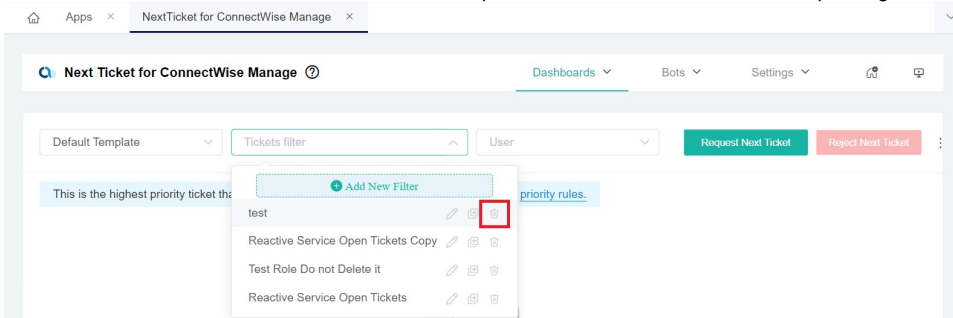 Apps × NextTicket for ConnectWise Manage ×
Next Ticket for ConnectWise Manage ? Dashboards Bots Settings
Default Template Tickets filter User Request Next Ticket Reject Next Ticket
Add New Filter
This is the highest priority ticket tha priority rules.
test
Reactive Service Open Tickets Copy
Test Role Do not Delete it
Reactive Service Open Tickets